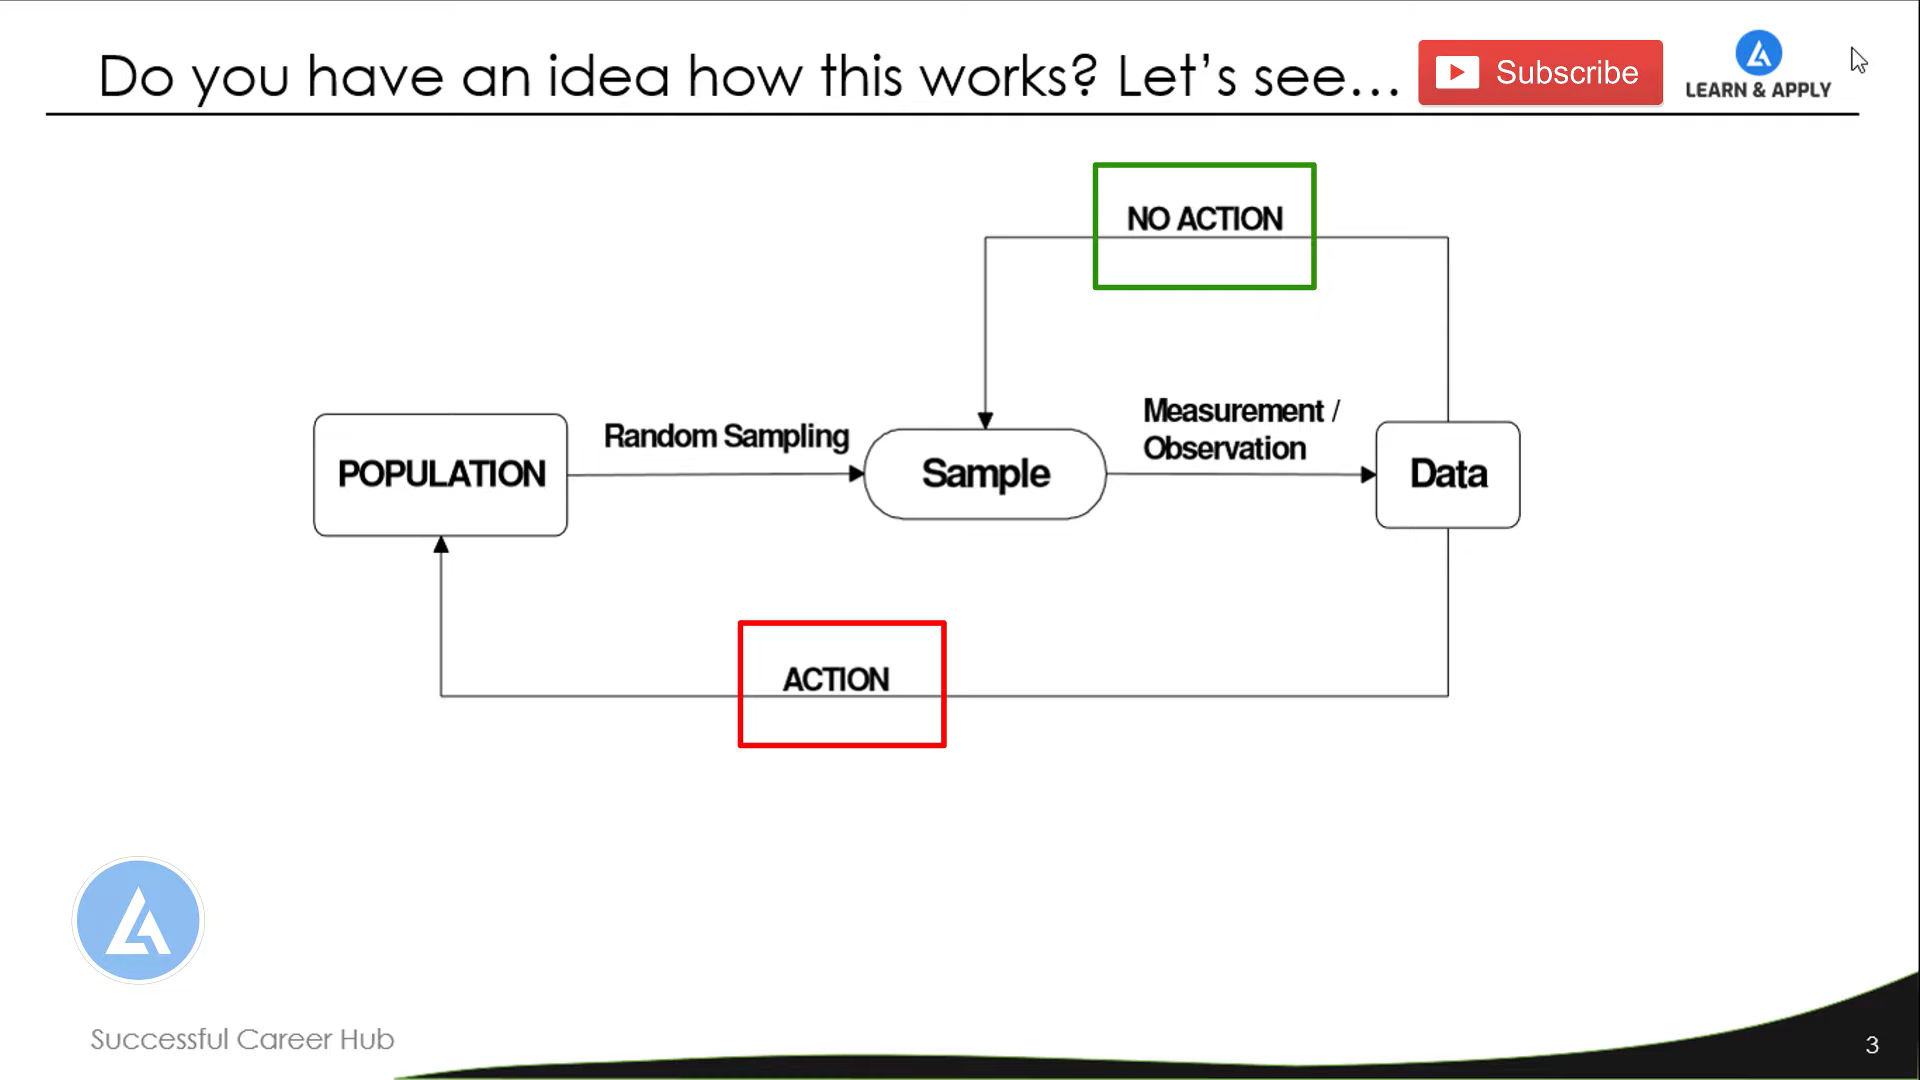 Do you have an idea how this works? Let's see...
Subscribe
LEARN & APPLY
NO ACTION
Measurement /
Observation
Random Sampling
POPULATION
Sample
Data
ACTION
Successful Career Hub
3